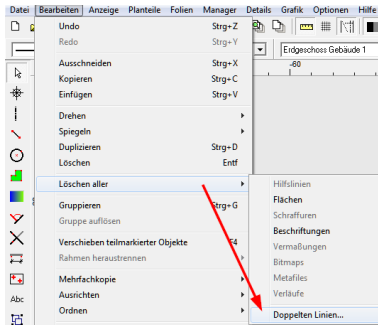 Datei Bearbeiten Anzeige Planteile Folien Manager Details Grafik Optionen Hilfe
Undo Strg+Z
Redo Strg+Y
Erdgeschoss Gebäude 1
Ausschneiden Strg+X
-60
Kopieren Strg+C
Einfügen Strg+V
Drehen
Spiegeln
Duplizieren Strg+D
Löschen Entf
Löschen aller
Hilfslinien
Flächen
Gruppieren Strg+G
Schraffuren
Gruppe auflösen
Beschriftungen
Verschieben teilmarkierter Objekte F4
Vermaßungen
Rahmen heraustrennen
Bitmaps
Metafiles
Mehrfachkopie
Verläufe
Abc
Ausrichten
Ordnen
Doppelten Linien...